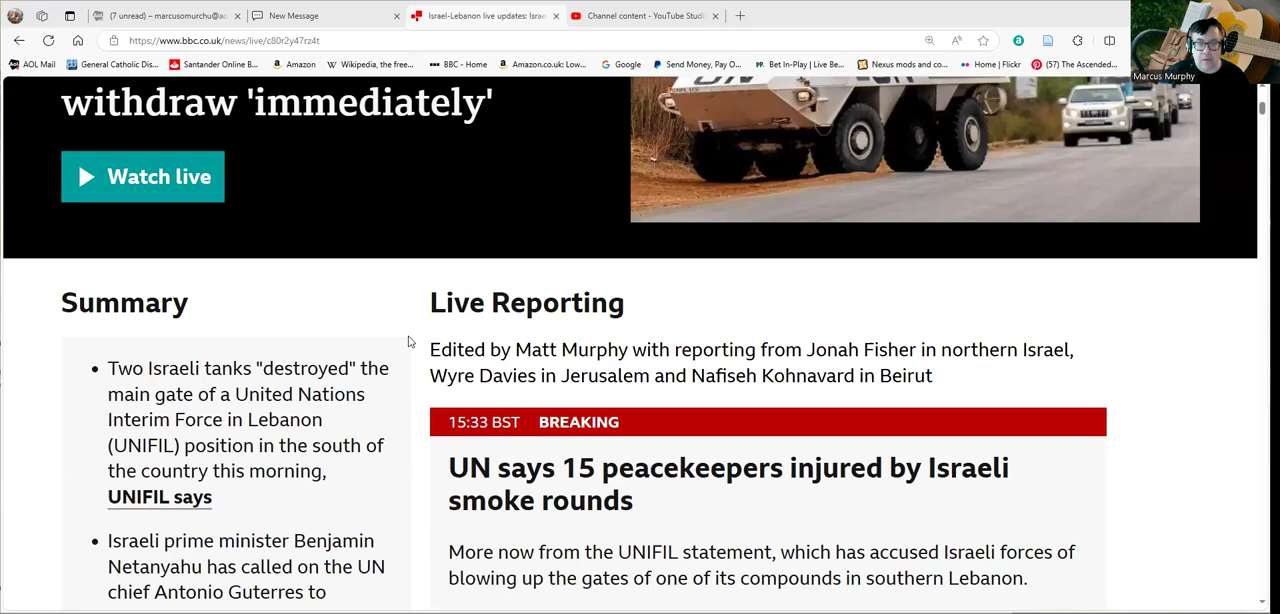 (7 unread) – marcusomurchu@ao
New Message
Israel-Lebanon live updates: Israe
Channel content - YouTube Studi
https://www.bbc.co.uk/news/live/c80r2y47rz4t
AOL Mail
General Catholic Dis...
Santander Online B...
Amazon
Wikipedia, the free...
BBC - Home
Amazon.co.uk: Low...
Google
Send Money, Pay O...
Bet In-Play | Live Be...
Nexus mods and co...
Home | Flickr
(57) The Ascended...
Marcus Murphy
withdraw 'immediately'
Watch live
UN
Summary
Two Israeli tanks "destroyed" the
main gate of a United Nations
Interim Force in Lebanon
(UNIFIL) position in the south of
the country this morning,
UNIFIL says
Israeli prime minister Benjamin
Netanyahu has called on the UN
chief Antonio Guterres to
Live Reporting
Edited by Matt Murphy with reporting from Jonah Fisher in northern Israel,
Wyre Davies in Jerusalem and Nafiseh Kohnavard in Beirut
15:33 BST BREAKING
UN says 15 peacekeepers injured by Israeli
smoke rounds
More now from the UNIFIL statement, which has accused Israeli forces of
blowing up the gates of one of its compounds in southern Lebanon.